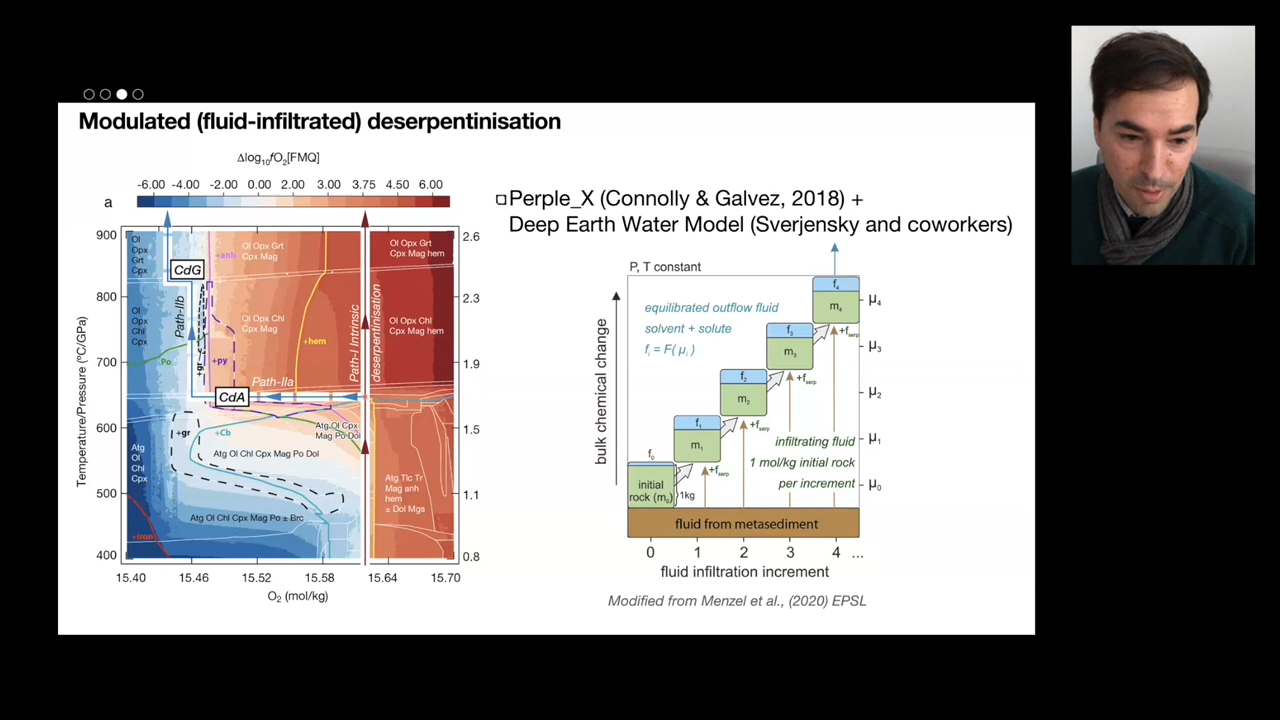 Modulated (fluid-infiltrated) deserpentinisation
Δlog₁₀fO₂[FMQ]
-6.00 -4.00 -2.00 0.00 2.00 3.00 3.75 4.50 6.00
a
Temperature/Pressure (ºC/GPa)
900
800
700
600
500
400
2.6
2.3
1.9
1.5
1.1
0.8
Ol
Opx
Grt
Cpx
CdG
+anh
Ol Opx Grt
Cpx Mag
Ol Opx Grt
Cpx Mag hem
Path-IIb
Ol
Opx
Chl
Cpx
Ol Opx Chl
Cpx Mag
+hem
Path-I Intrinsic
deserpentinisation
Ol Opx Chl
Cpx Mag hem
Po
+gr
+py
Path-IIa
CdA
+gr
+Cb
Atg Ol Cpx
Mag Po Dol
Atg
Ol
Chl
Cpx
Atg Ol Chl Cpx Mag Po Dol
Atg Tlc Tr
Mag anh
hem
± Dol Mgs
Atg Ol Chl Cpx Mag Po ± Brc
+iron
15.40 15.46 15.52 15.58 15.64 15.70
O₂ (mol/kg)
Perple_X (Connolly & Galvez, 2018) +
Deep Earth Water Model (Sverjensky and coworkers)
P, T constant
bulk chemical change
equilibrated outflow fluid
solvent + solute
fᵢ = F( μᵢ )
f₄
m₄
μ₄
f₃
m₃
+fserp
μ₃
f₂
m₂
+fserp
μ₂
f₁
m₁
+fserp
μ₁
f₀
initial
rock (m₀)
1kg
+fserp
μ₀
infiltrating fluid
1 mol/kg initial rock
per increment
fluid from metasediment
0 1 2 3 4 ...
fluid infiltration increment
Modified from Menzel et al., (2020) EPSL